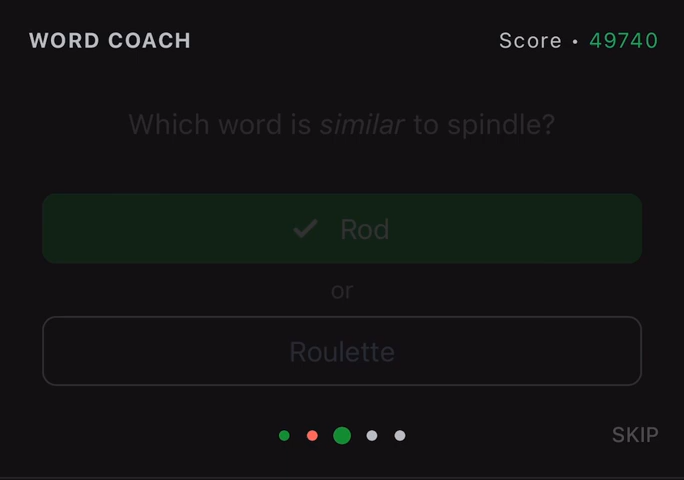 WORD COACH
Score • 49740
Which word is similar to spindle?
Rod
or
Roulette
SKIP